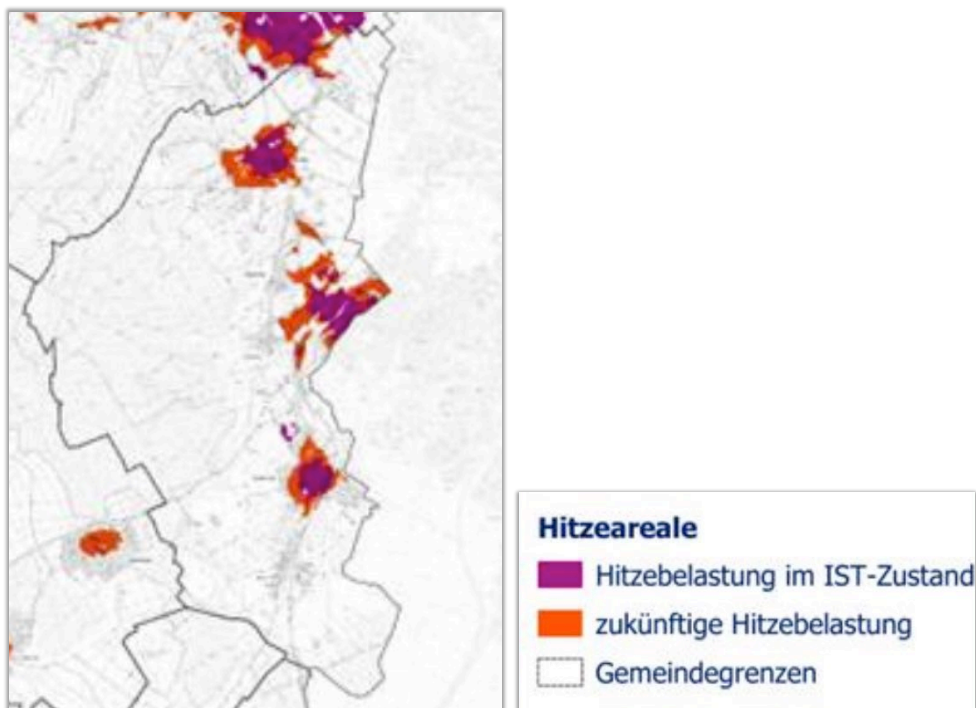 Hitzeareale
Hitzebelastung im IST-Zustand
zukünftige Hitzebelastung
Gemeindegrenzen